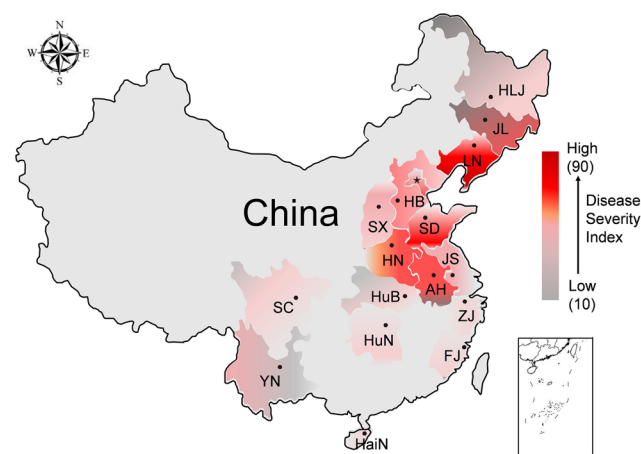 N
W
E
S
HLJ
JL
LN
HB
SX
SD
HN
JS
AH
HuB
ZJ
SC
HuN
FJ
YN
HaiN
China
High
(90)
Disease
Severity
Index
Low
(10)